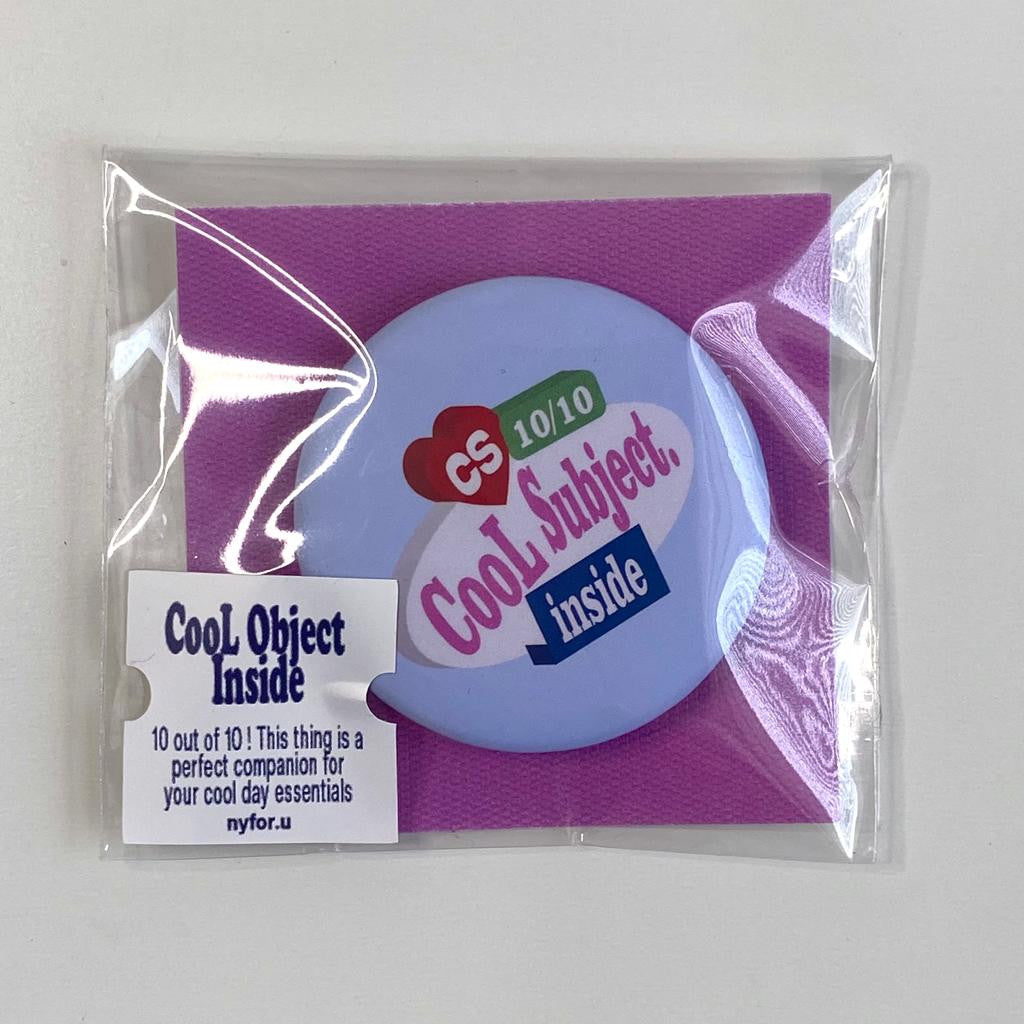 CS 10/10
CooL Subject.
inside
CooL Object
Inside
10 out of 10 ! This thing is a
perfect companion for
your cool day essentials
nyfor.u